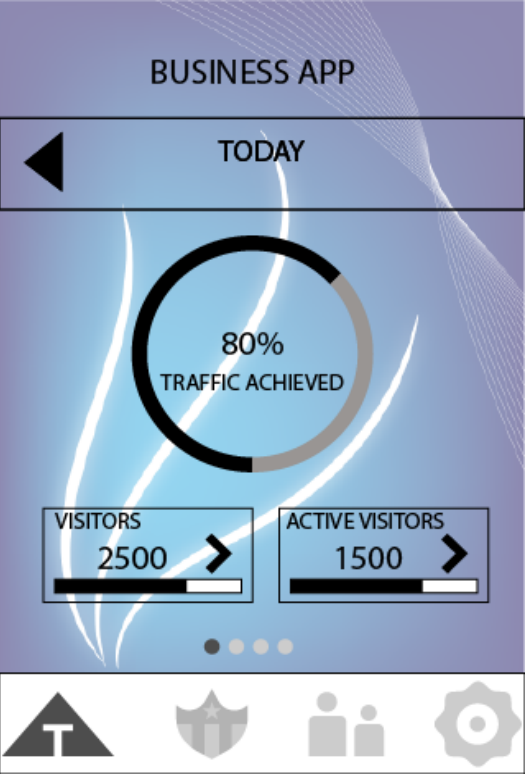 BUSINESS APP
TODAY
80%
TRAFFIC ACHIEVED
VISITORS
2500
ACTIVE VISITORS
1500
T